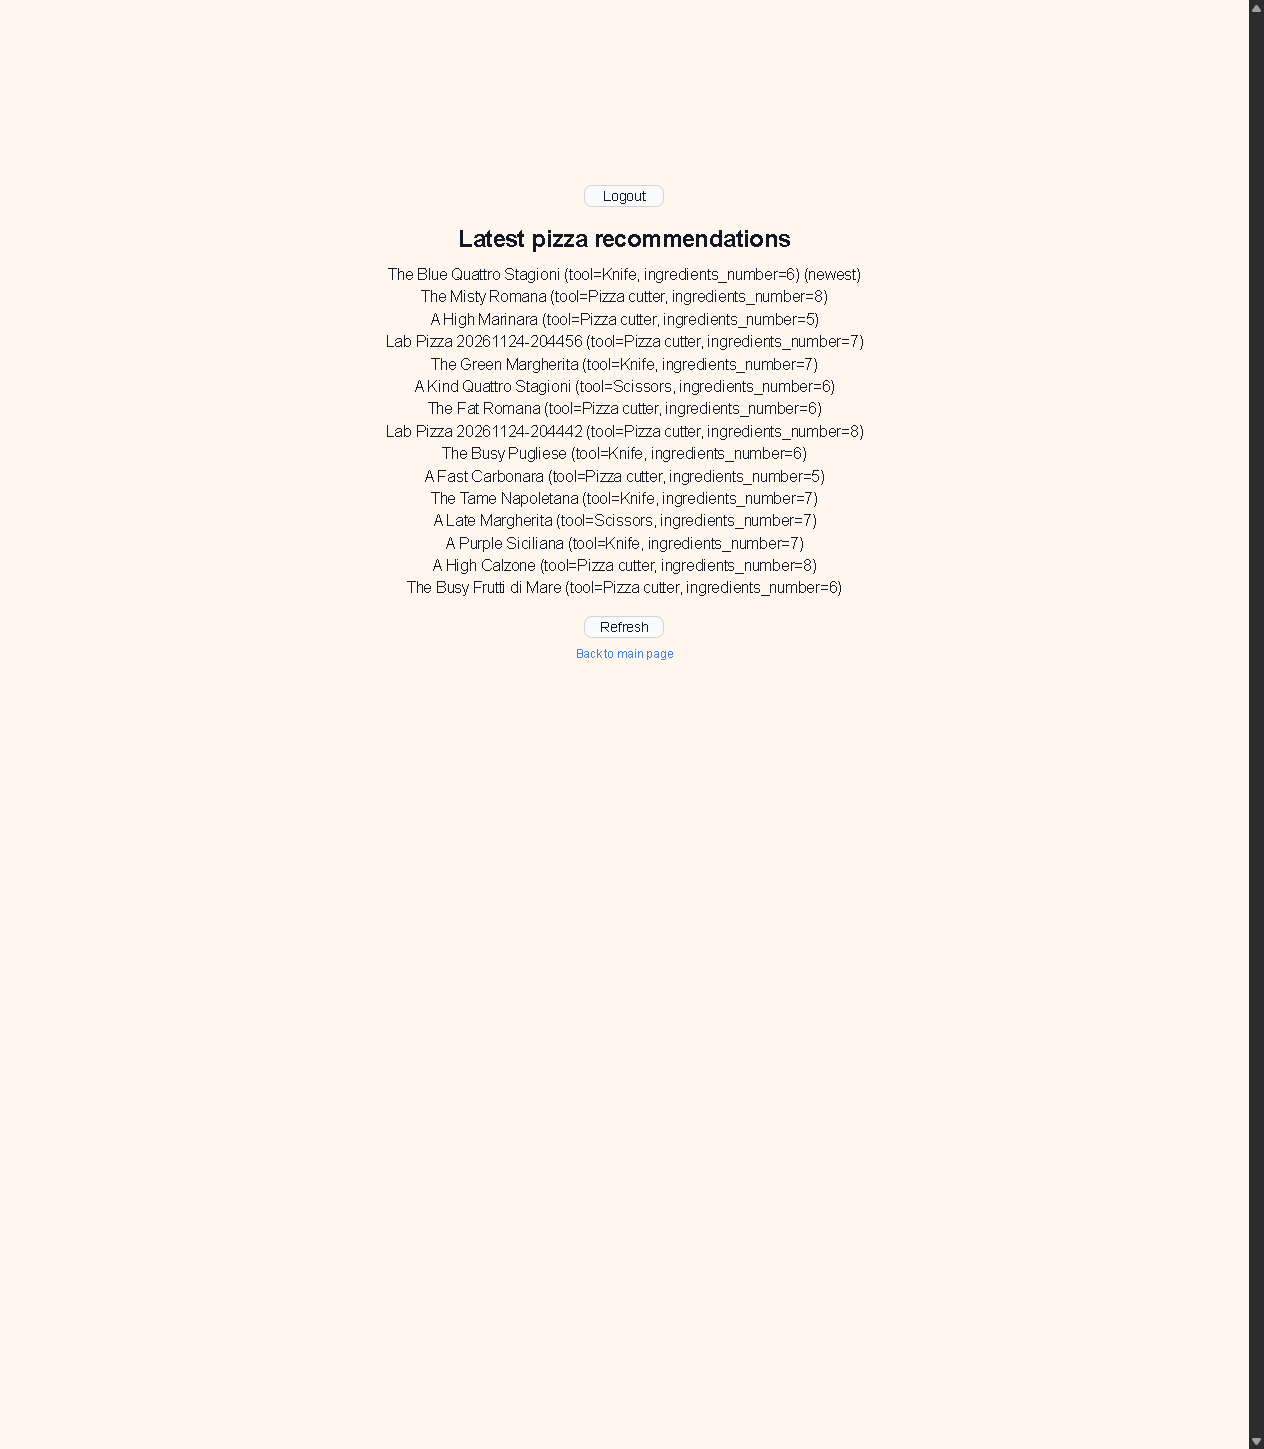 Logout
Latest pizza recommendations
The Blue Quattro Stagioni (tool=Knife, ingredients_number=6) (newest)
The Misty Romana (tool=Pizza cutter, ingredients_number=8)
A High Marinara (tool=Pizza cutter, ingredients_number=5)
Lab Pizza 20261124-204456 (tool=Pizza cutter, ingredients_number=7)
The Green Margherita (tool=Knife, ingredients_number=7)
A Kind Quattro Stagioni (tool=Scissors, ingredients_number=6)
The Fat Romana (tool=Pizza cutter, ingredients_number=6)
Lab Pizza 20261124-204442 (tool=Pizza cutter, ingredients_number=8)
The Busy Pugliese (tool=Knife, ingredients_number=6)
A Fast Carbonara (tool=Pizza cutter, ingredients_number=5)
The Tame Napoletana (tool=Knife, ingredients_number=7)
A Late Margherita (tool=Scissors, ingredients_number=7)
A Purple Siciliana (tool=Knife, ingredients_number=7)
A High Calzone (tool=Pizza cutter, ingredients_number=8)
The Busy Frutti di Mare (tool=Pizza cutter, ingredients_number=6)
Refresh
Back to main page